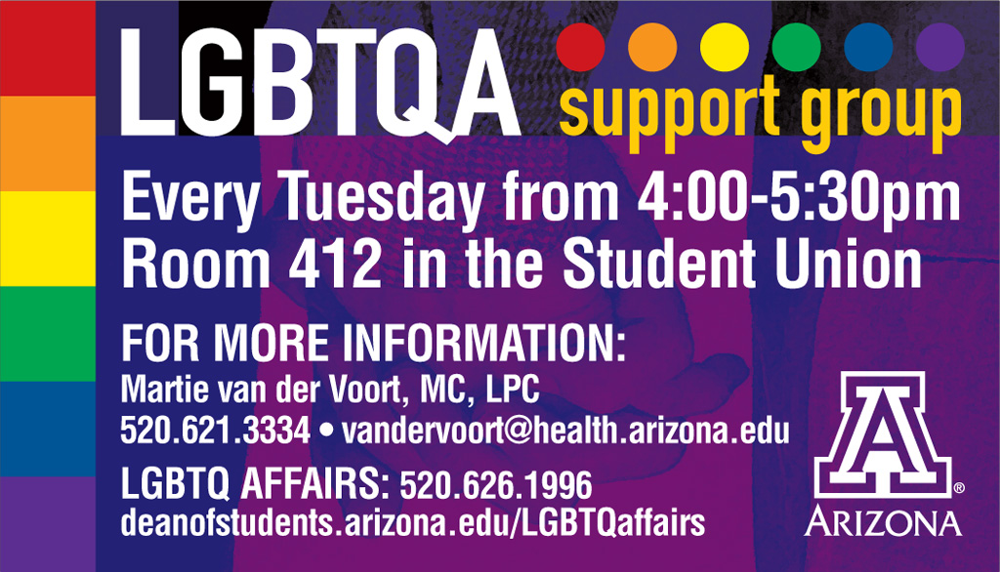 LGBTQA
support group
Every Tuesday from 4:00-5:30pm
Room 412 in the Student Union
FOR MORE INFORMATION:
Martie van der Voort, MC, LPC
520.621.3334 • vandervoort@health.arizona.edu
LGBTQ AFFAIRS: 520.626.1996
deanofstudents.arizona.edu/LGBTQaffairs
A®
ARIZONA